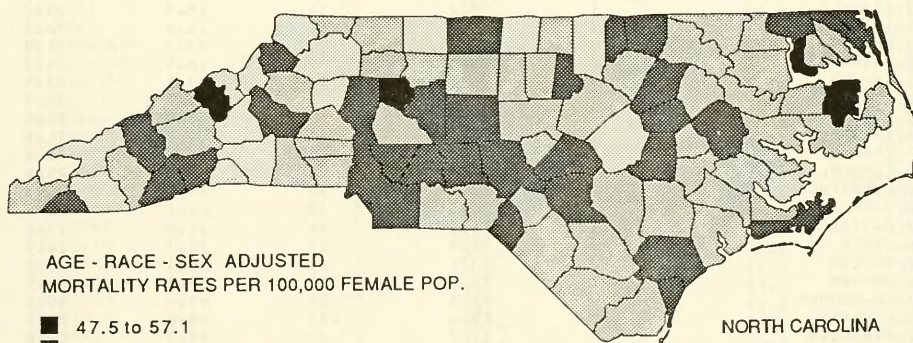 AGE - RACE - SEX ADJUSTED
MORTALITY RATES PER 100,000 FEMALE POP.
47.5 to 57.1
NORTH CAROLINA